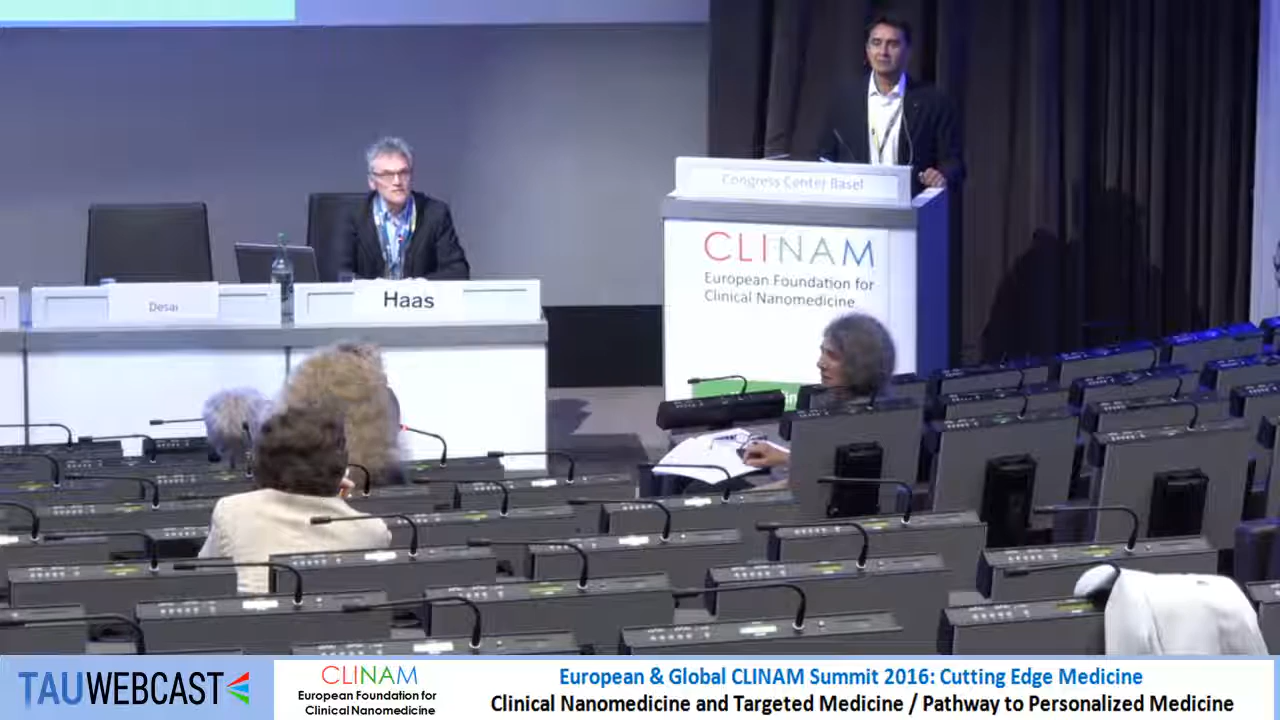 Congress Center Basel
CLINAM
European Foundation for
Clinical Nanomedicine
Desai
Haas
TAUWEBCAST
CLINAM
European Foundation for
Clinical Nanomedicine
European & Global CLINAM Summit 2016: Cutting Edge Medicine
Clinical Nanomedicine and Targeted Medicine / Pathway to Personalized Medicine